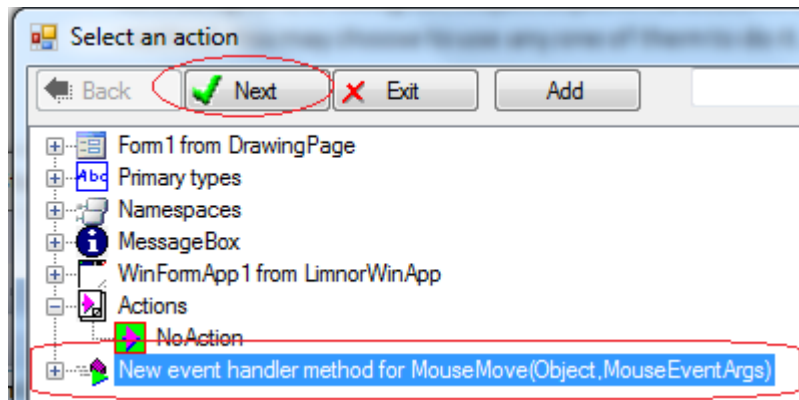 Select an action
Back Next Exit Add
Form1 from DrawingPage
Abc Primary types
Namespaces
MessageBox
WinFormApp1 from LimnorWinApp
Actions
NoAction
New event handler method for MouseMove(Object,MouseEventArgs)